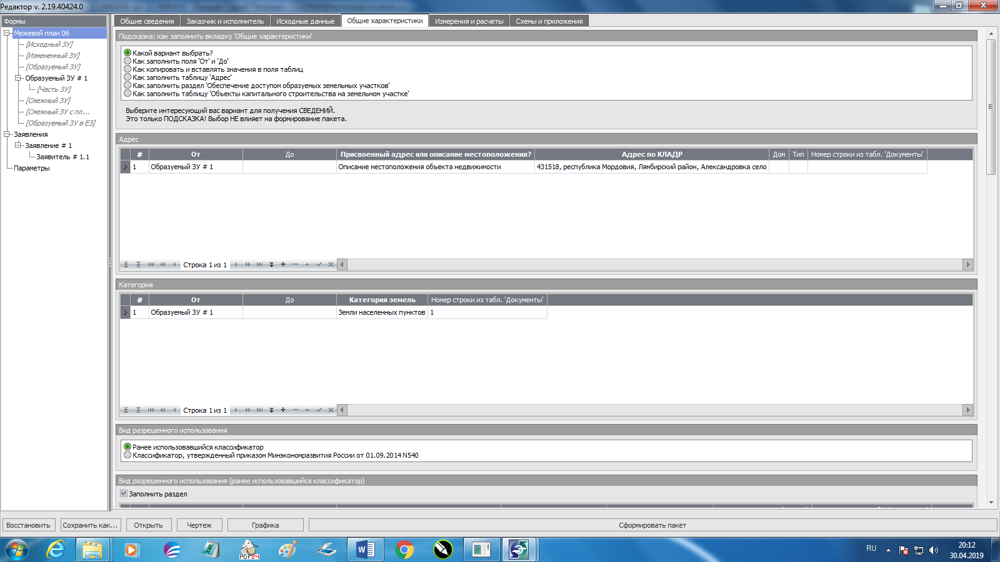 Редактор v. 2.19.40424.0
Формы
Межевой план 06
[Исходный ЗУ]
[Измененный ЗУ]
[Образуемый ЗУ]
Образуемый ЗУ # 1
[Часть ЗУ]
[Смежный ЗУ]
[Смежный ЗУ с пл...
[Образуемый ЗУ в ЕЗ]
Заявления
Заявление # 1
Заявитель # 1.1
Параметры
Общие сведения Заказчик и исполнитель Исходные данные Общие характеристики Измерения и расчеты Схемы и приложения
Подсказка: как заполнить вкладку 'Общие характеристики'
Какой вариант выбрать?
Как заполнить поля 'От' и 'До'
Как копировать и вставлять значения в поля таблиц
Как заполнить таблицу 'Адрес'
Как заполнить раздел 'Обеспечение доступом образуемых земельных участков'
Как заполнить таблицу 'Объекты капитального строительства на земельном участке'
Выберите интересующий вас вариант для получения СВЕДЕНИЙ.
Это только ПОДСКАЗКА! Выбор НЕ влияет на формирование пакета.
Адрес
# От До Присвоенный адрес или описание местоположения? Адрес по КЛАДР Дом Тип Номер строки из табл. 'Документы'
1 Образуемый ЗУ # 1 Описание местоположения объекта недвижимости 431518, республика Мордовия, Лямбирский район, Александровка село
Строка 1 из 1
Категория
# От До Категория земель Номер строки из табл. 'Документы'
1 Образуемый ЗУ # 1 Земли населенных пунктов 1
Строка 1 из 1
Вид разрешенного использования
Ранее использовавшийся классификатор
Классификатор, утвержденный приказом Минэкономразвития России от 01.09.2014 N540
Вид разрешенного использования (ранее использовавшийся классификатор)
Заполнить раздел
Восстановить Сохранить как... Открыть Чертеж Графика Сформировать пакет
PDF24
RU
20:12
30.04.2019